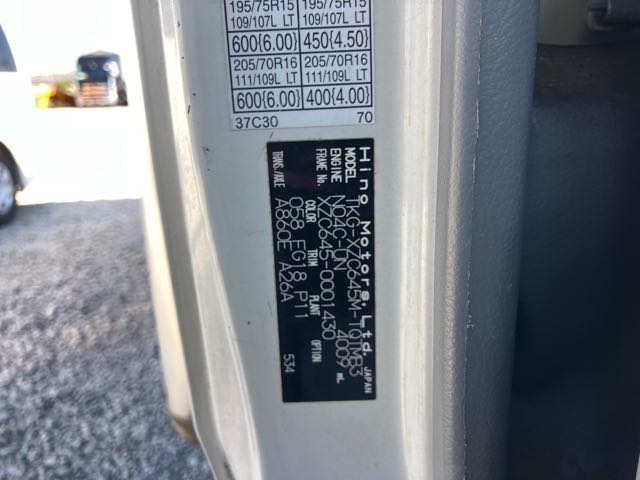 195/75R15 195/75R15
109/107L LT 109/107L LT
600{6.00} 450{4.50}
205/70R16 205/70R16
111/109L LT 111/109L LT
600{6.00} 400{4.00}
37C30 70
Hino Motors,Ltd. JAPAN
MODEL TKG-XZC645M-TQTMB3
ENGINE N04C-UN 4009 mL
FRAME No. XZC645-0001430
COLOR TRIM PLANT OPTION
058 FG18 P11
TRANS./AXLE A860E A26A
534